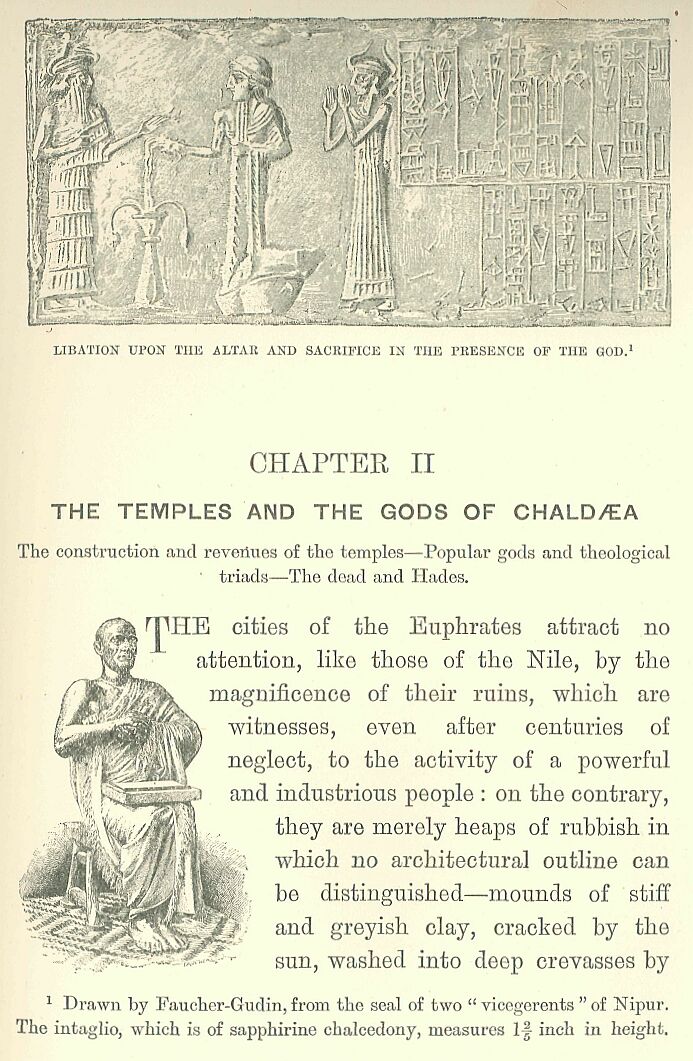 LIBATION UPON THE ALTAR AND SACRIFICE IN THE PRESENCE OF THE GOD.¹
CHAPTER II
THE TEMPLES AND THE GODS OF CHALDÆA
The construction and revenues of the temples—Popular gods and theological
triads—The dead and Hades.
THE cities of the Euphrates attract no
attention, like those of the Nile, by the
magnificence of their ruins, which are
witnesses, even after centuries of
neglect, to the activity of a powerful
and industrious people : on the contrary,
they are merely heaps of rubbish in
which no architectural outline can
be distinguished—mounds of stiff
and greyish clay, cracked by the
sun, washed into deep crevasses by
¹ Drawn by Faucher-Gudin, from the seal of two “ vicegerents ” of Nipur.
The intaglio, which is of sapphirine chalcedony, measures 1⅖ inch in height.